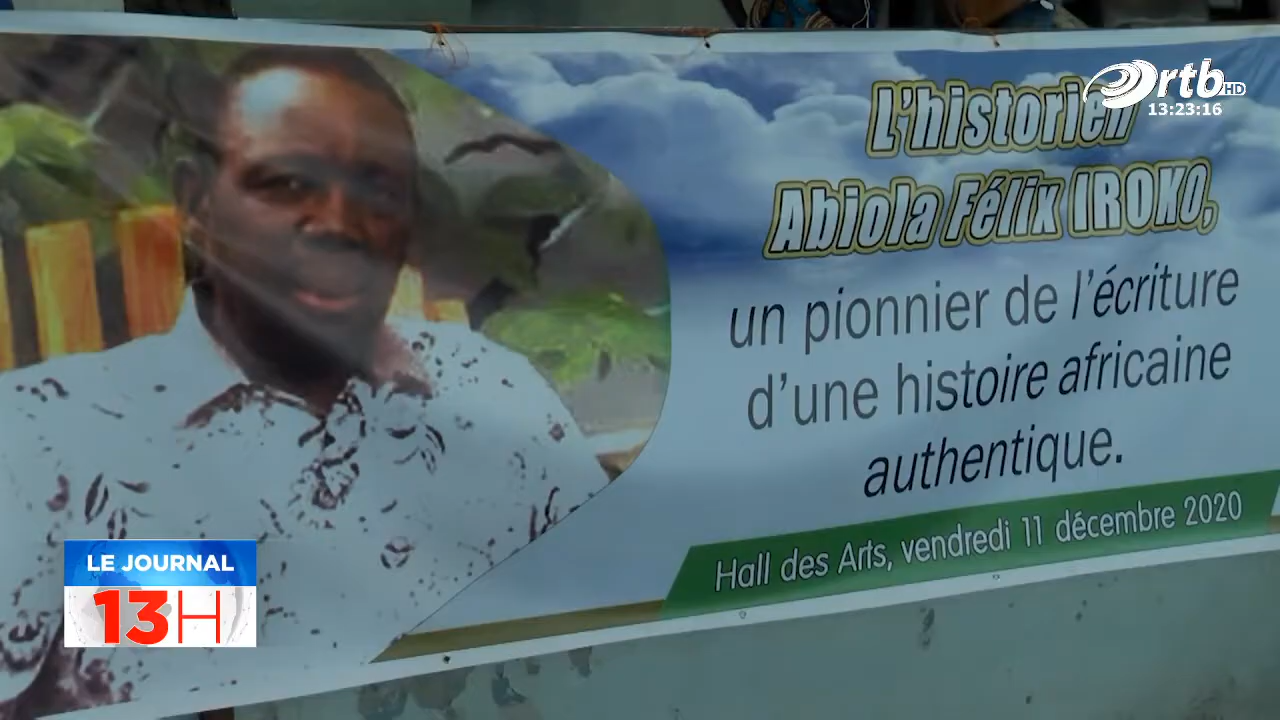 L'historien
Abiola Félix IROKO,
un pionnier de l'écriture
d'une histoire africaine
authentique.
Hall des Arts, vendredi 11 décembre 2020
rtb HD
13:23:16
LE JOURNAL
13H